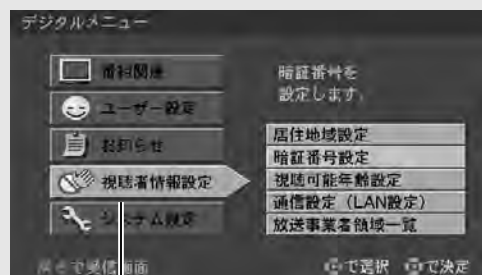 デジタルメニュー
番組関連
ユーザー設定
お知らせ
視聴者情報設定
システム設定
暗証番号を
設定します。
居住地域設定
暗証番号設定
視聴可能年齢設定
通信設定（LAN設定）
放送事業者領域一覧
戻るで受信画面
で選択
で決定